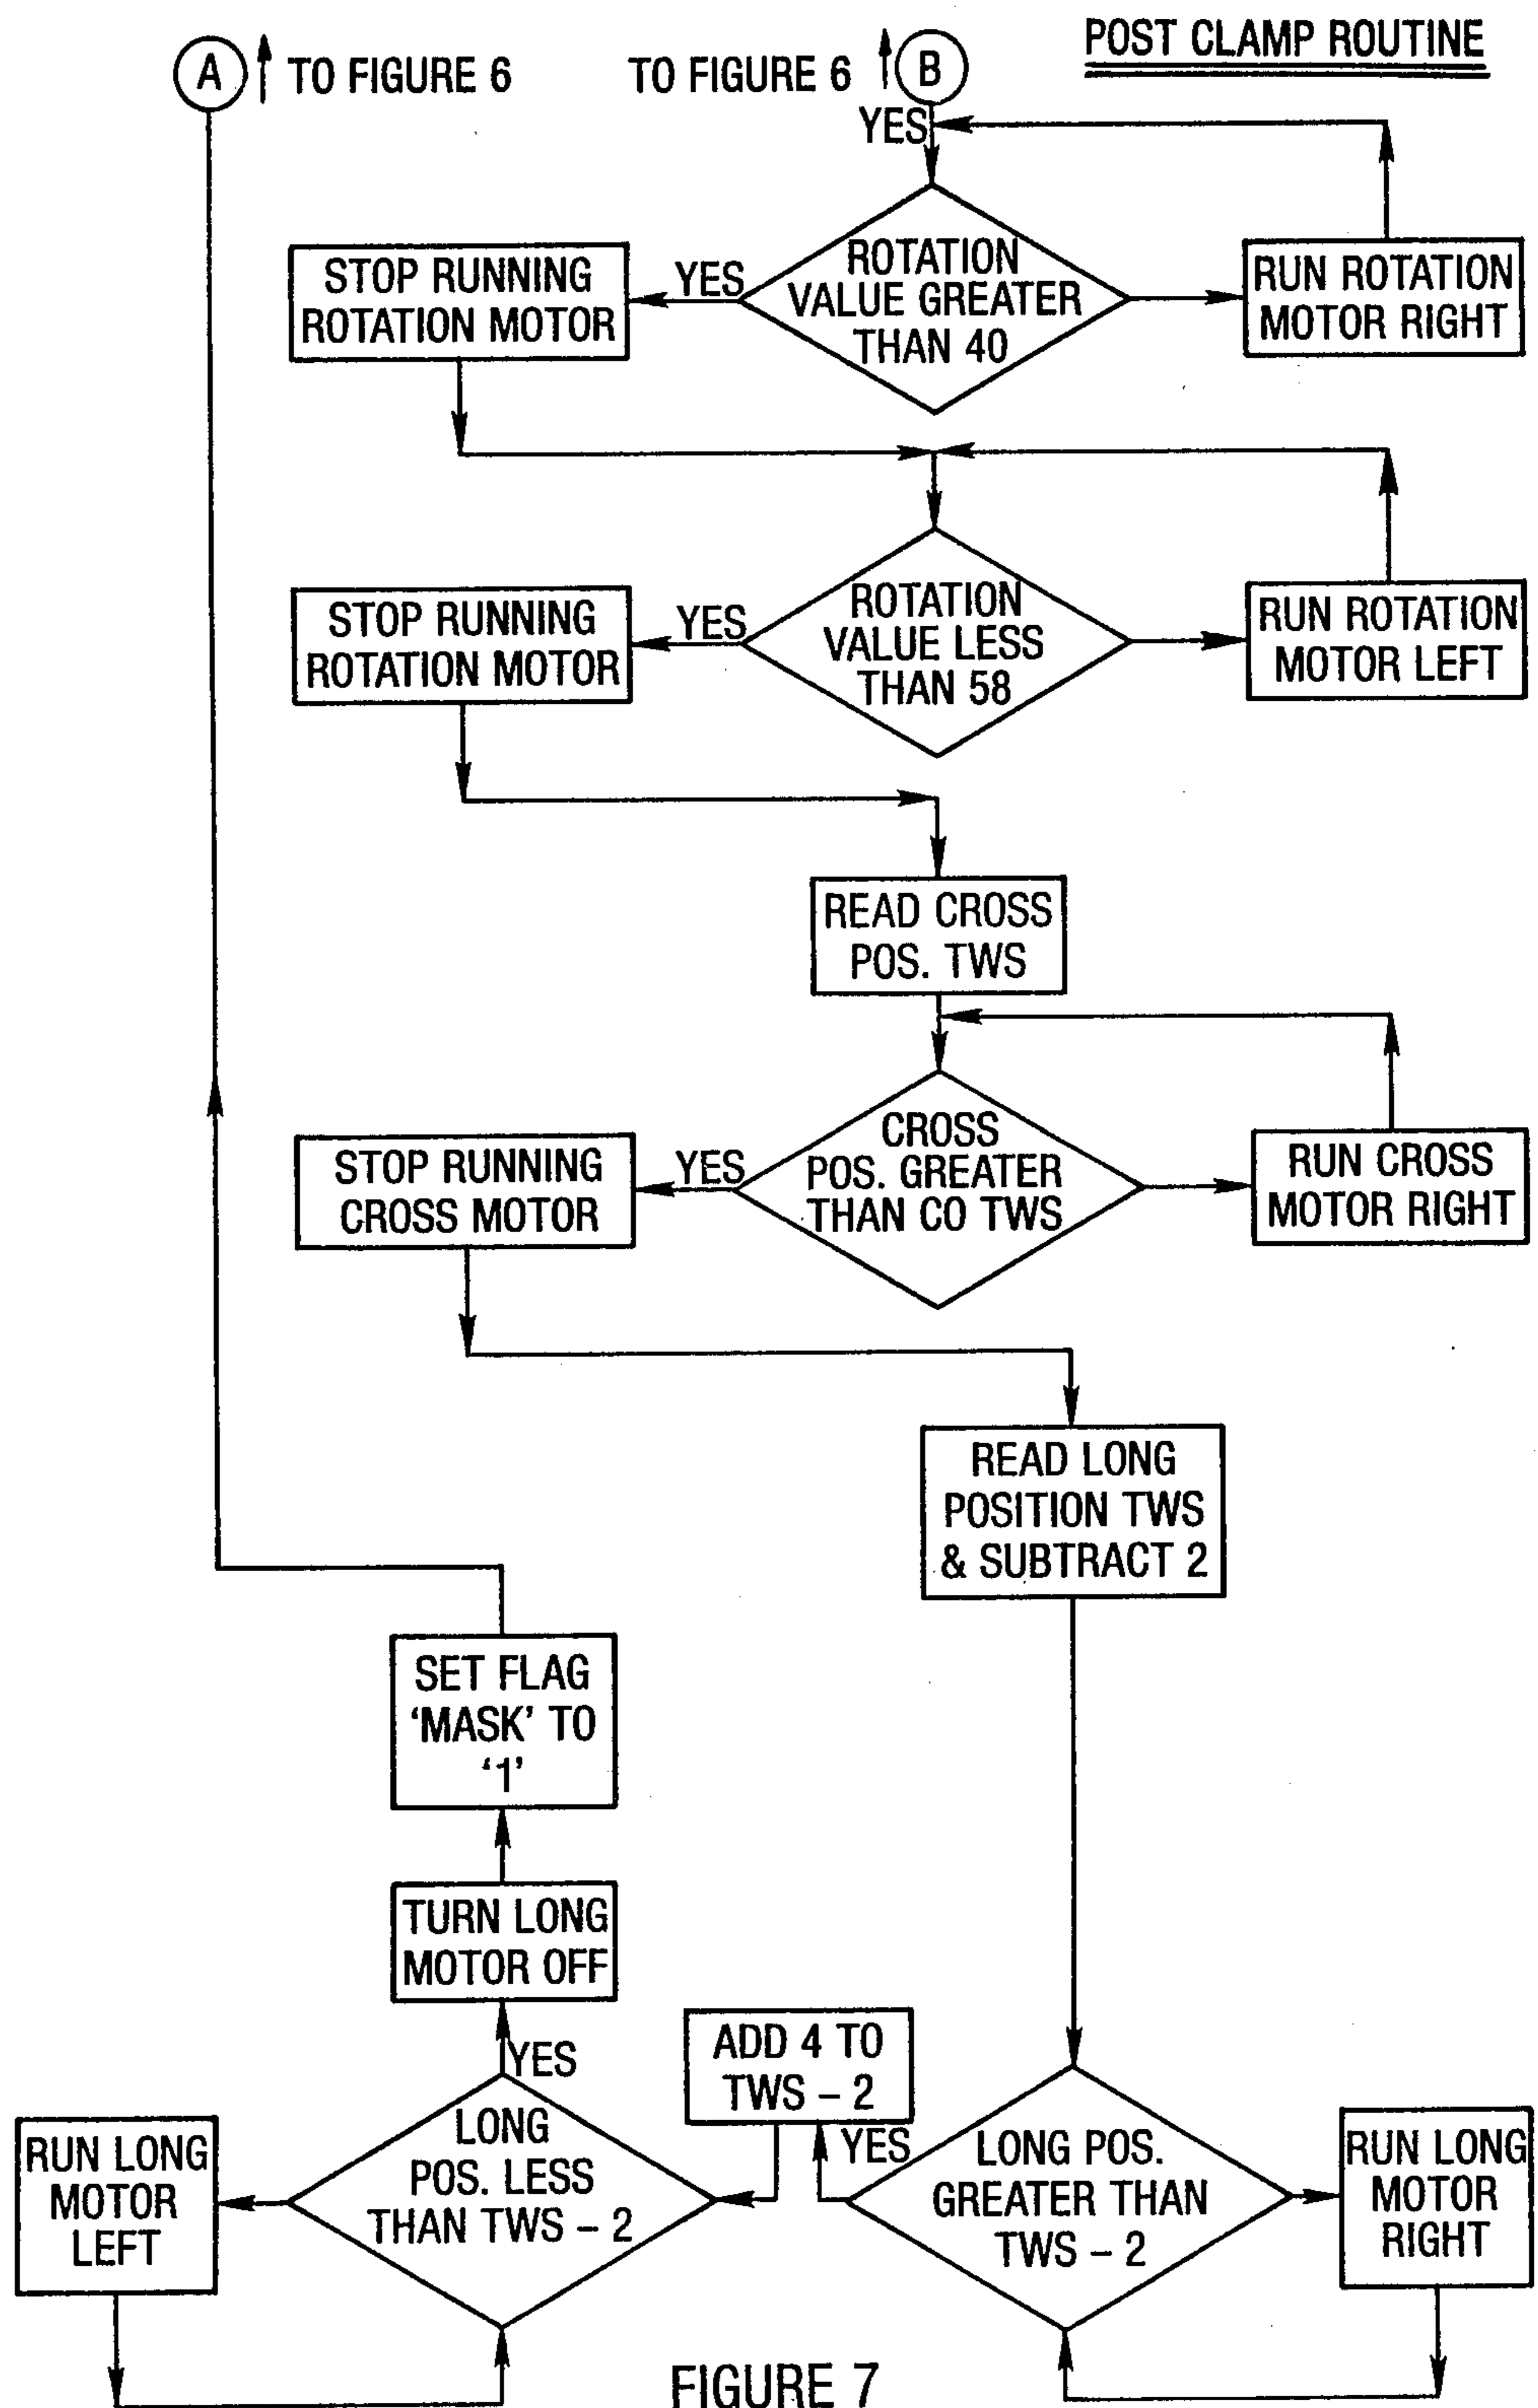 POST CLAMP ROUTINE
A
TO FIGURE 6
TO FIGURE 6
B
YES
ROTATION
VALUE GREATER
THAN 40
YES
STOP RUNNING
ROTATION MOTOR
RUN ROTATION
MOTOR RIGHT
ROTATION
VALUE LESS
THAN 58
YES
STOP RUNNING
ROTATION MOTOR
RUN ROTATION
MOTOR LEFT
READ CROSS
POS. TWS
CROSS
POS. GREATER
THAN CO TWS
YES
STOP RUNNING
CROSS MOTOR
RUN CROSS
MOTOR RIGHT
READ LONG
POSITION TWS
& SUBTRACT 2
LONG POS.
GREATER THAN
TWS – 2
RUN LONG
MOTOR
RIGHT
YES
ADD 4 TO
TWS – 2
LONG
POS. LESS
THAN TWS – 2
RUN LONG
MOTOR
LEFT
YES
TURN LONG
MOTOR OFF
SET FLAG
‘MASK’ TO
‘1’
FIGURE 7